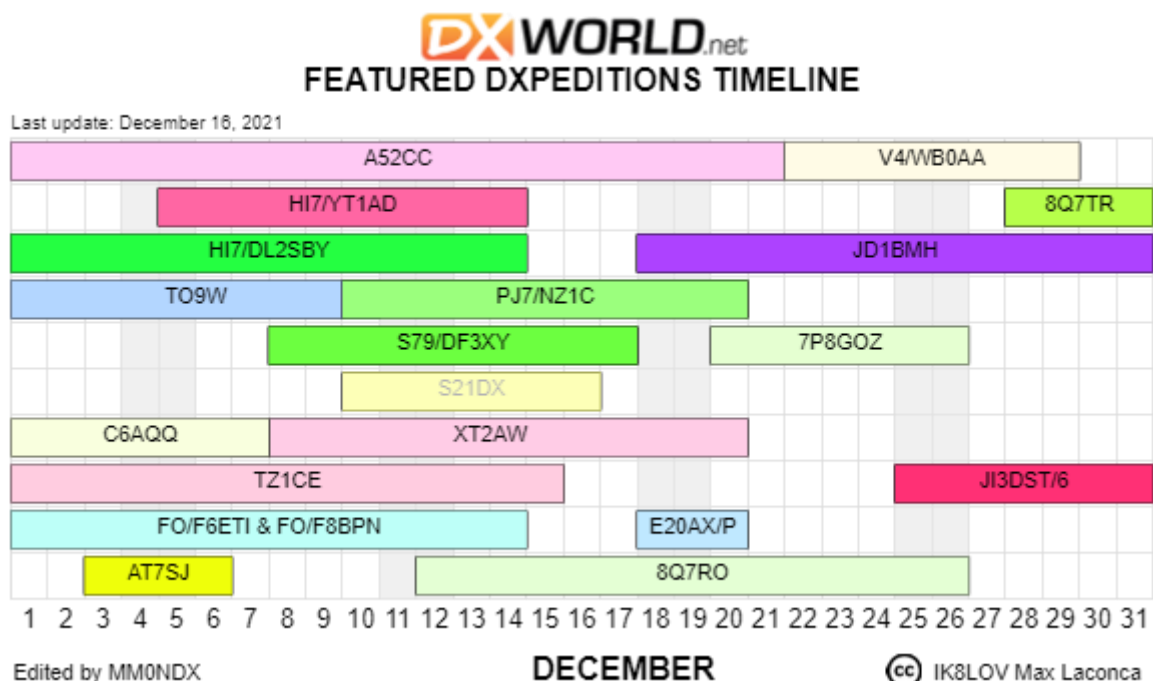 DX WORLD.net
FEATURED DXPEDITIONS TIMELINE
Last update: December 16, 2021
A52CC V4/WB0AA
HI7/YT1AD 8Q7TR
HI7/DL2SBY JD1BMH
TO9W PJ7/NZ1C
S79/DF3XY 7P8GOZ
S21DX
C6AQQ XT2AW
TZ1CE JI3DST/6
FO/F6ETI & FO/F8BPN E20AX/P
AT7SJ 8Q7RO
1 2 3 4 5 6 7 8 9 10 11 12 13 14 15 16 17 18 19 20 21 22 23 24 25 26 27 28 29 30 31
Edited by MM0NDX DECEMBER cc IK8LOV Max Laconca